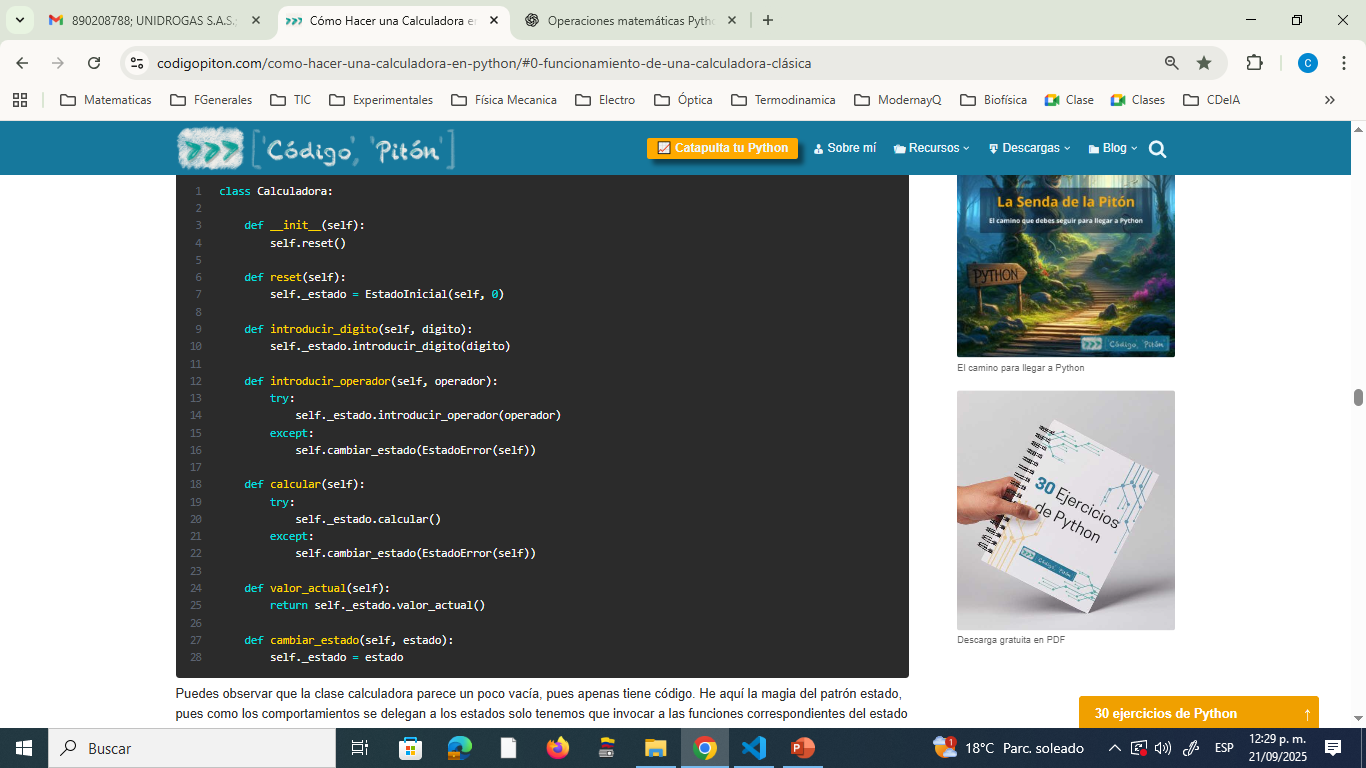 890208788; UNIDROGAS S.A.S.;
Cómo Hacer una Calculadora en
Operaciones matemáticas Pytho
codigopiton.com/como-hacer-una-calculadora-en-python/#0-funcionamiento-de-una-calculadora-clásica
C
Matematicas
FGenerales
TIC
Experimentales
Física Mecanica
Electro
Óptica
Termodinamica
ModernayQ
Biofísica
Clase
Clases
CDeIA
>>> ['Código', 'Pitón']
Catapulta tu Python
Sobre mí
Recursos
Descargas
Blog
1 class Calculadora:
2
3 def __init__(self):
4 self.reset()
5
6 def reset(self):
7 self._estado = EstadoInicial(self, 0)
8
9 def introducir_digito(self, digito):
10 self._estado.introducir_digito(digito)
11
12 def introducir_operador(self, operador):
13 try:
14 self._estado.introducir_operador(operador)
15 except:
16 self.cambiar_estado(EstadoError(self))
17
18 def calcular(self):
19 try:
20 self._estado.calcular()
21 except:
22 self.cambiar_estado(EstadoError(self))
23
24 def valor_actual(self):
25 return self._estado.valor_actual()
26
27 def cambiar_estado(self, estado):
28 self._estado = estado
Puedes observar que la clase calculadora parece un poco vacía, pues apenas tiene código. He aquí la magia del patrón estado,
pues como los comportamientos se delegan a los estados solo tenemos que invocar a las funciones correspondientes del estado
La Senda de la Pitón
El camino que debes seguir para llegar a Python
PYTHON
>>> Código, Pitón
El camino para llegar a Python
30 Ejercicios
de Python
>>> Código, Pitón
Descarga gratuita en PDF
30 ejercicios de Python ↑
Buscar
1
18°C Parc. soleado
ESP
12:29 p. m.
21/09/2025